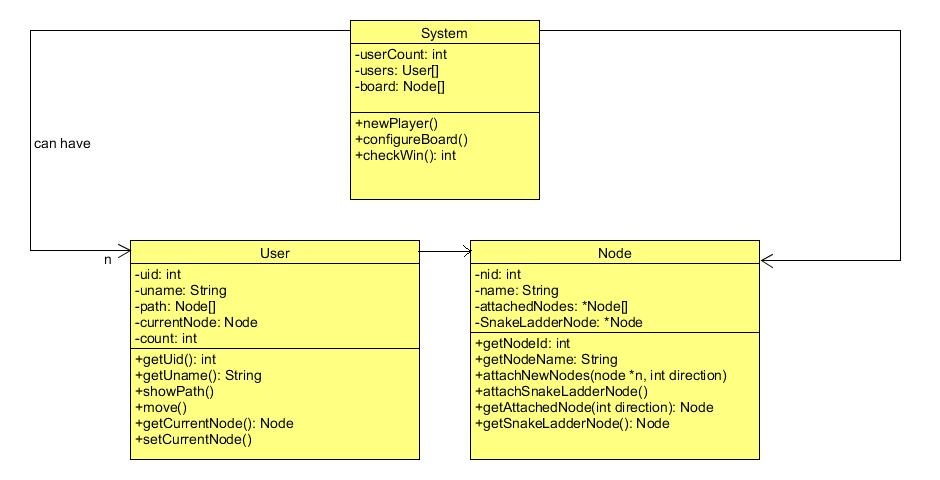 System
-userCount: int
-users: User[]
-board: Node[]
+newPlayer()
+configureBoard()
+checkWin(): int
can have
n
User
-uid: int
-uname: String
-path: Node[]
-currentNode: Node
-count: int
+getUid(): int
+getUname(): String
+showPath()
+move()
+getCurrentNode(): Node
+setCurrentNode()
Node
-nid: int
-name: String
-attachedNodes: *Node[]
-SnakeLadderNode: *Node
+getNodeId: int
+getNodeName: String
+attachNewNodes(node *n, int direction)
+attachSnakeLadderNode()
+getAttachedNode(int direction): Node
+getSnakeLadderNode(): Node